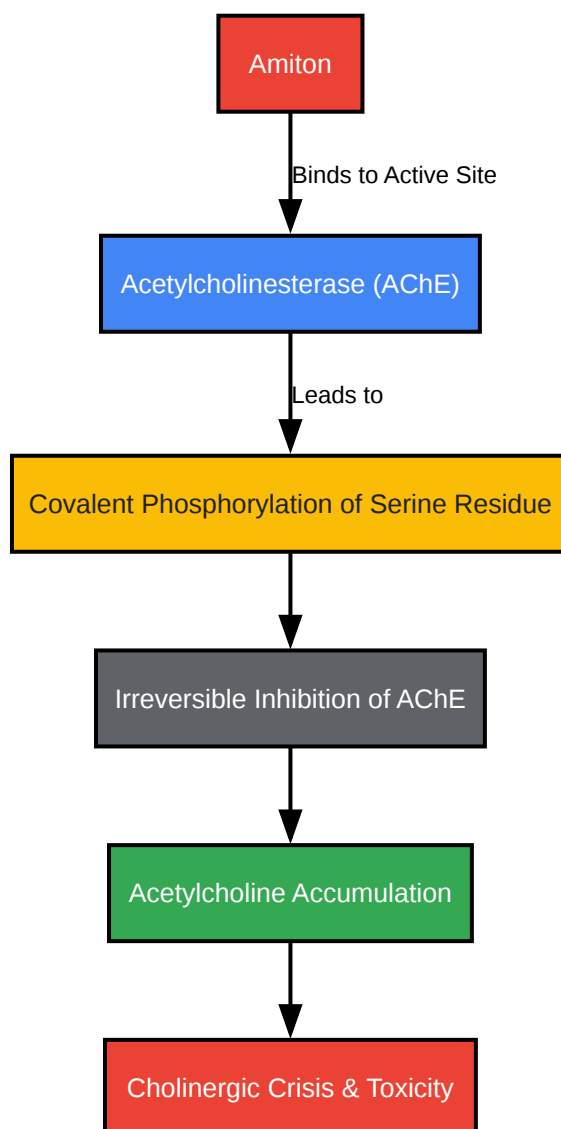 Amiton
Binds to Active Site
Acetylcholinesterase (AChE)
Leads to
Covalent Phosphorylation of Serine Residue
Irreversible Inhibition of AChE
Acetylcholine Accumulation
Cholinergic Crisis & Toxicity